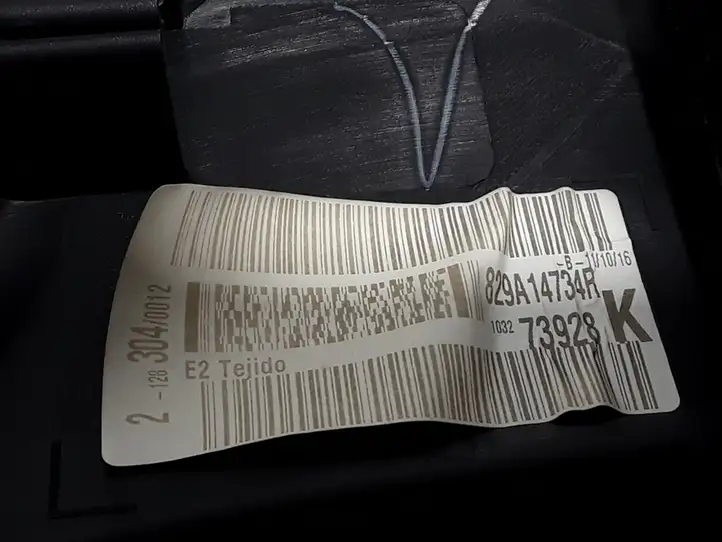 2 -128 304/0012
-B-11/10/16
829A14734R
1032 73928 K
E2 Tejido